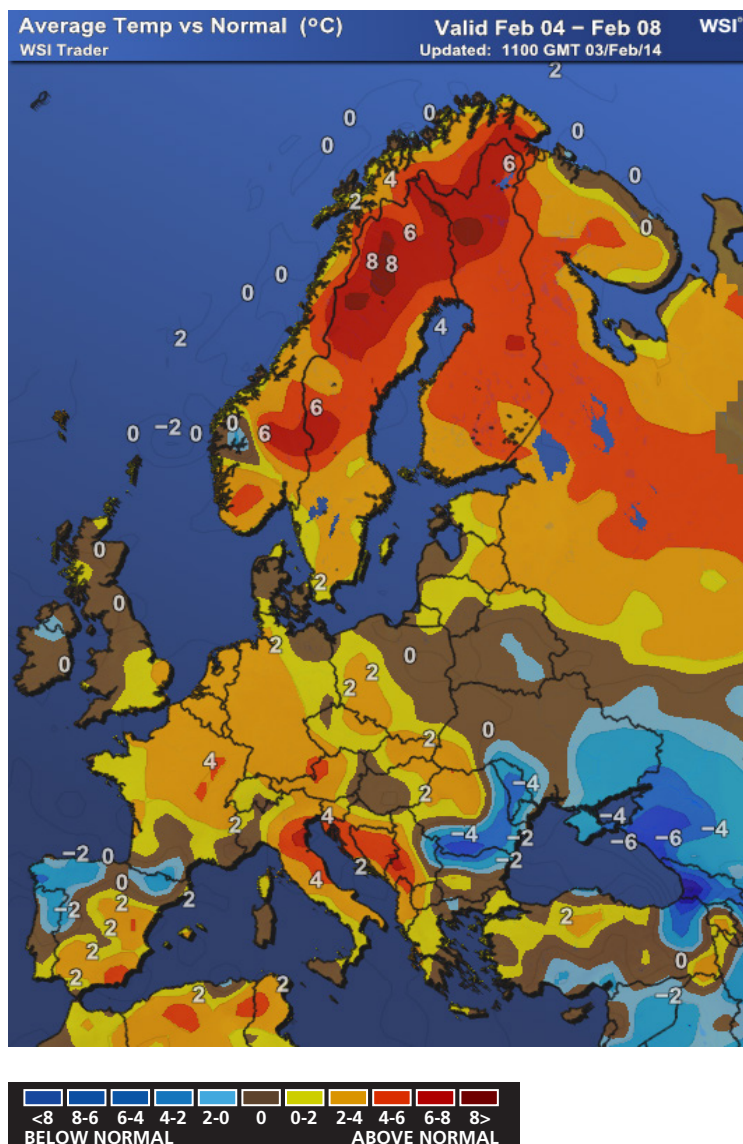 Average Temp vs Normal (°C) Valid Feb 04 – Feb 08 WSI
WSI Trader Updated: 1100 GMT 03/Feb/14
2
0 0
0 0
4 6 0
2 6 0
8 8
0
0
4
2
6
0 −2 0 0 6
0
0 2
0 2 0
2
2
0
2
4
−4
2
4 −4
2 −4 −2 −6 −4
−2 0 2 −2 −6
0 4
−2 2 2
2 2
2 0
2 2 2 −2
<8 8-6 6-4 4-2 2-0 0 0-2 2-4 4-6 6-8 8>
BELOW NORMAL ABOVE NORMAL